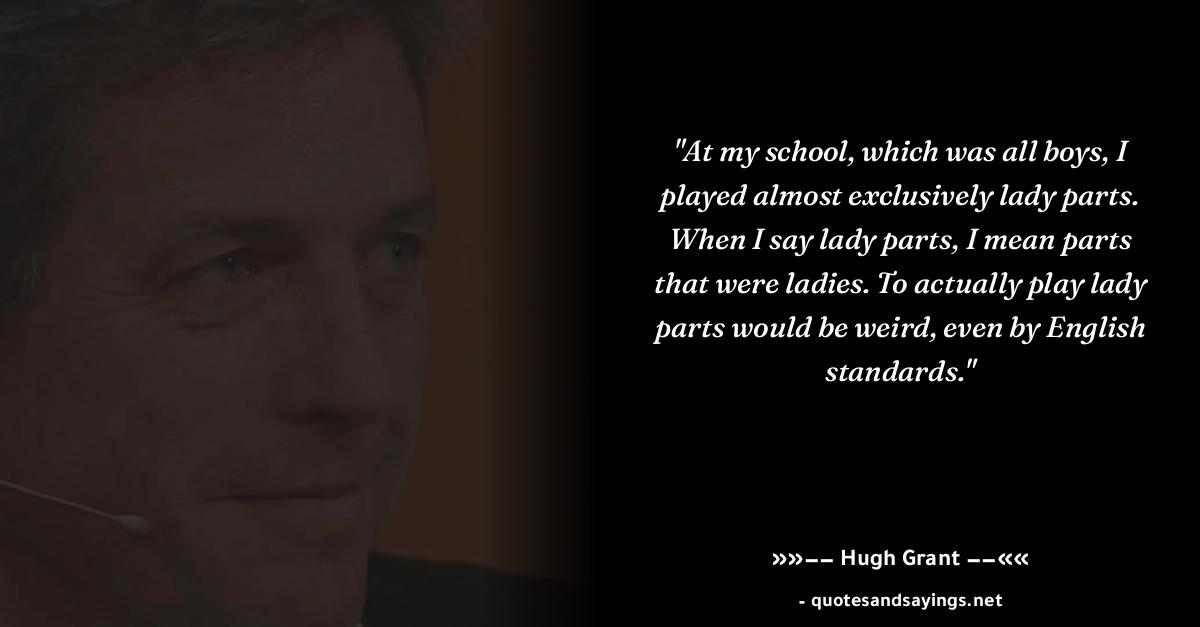 "At my school, which was all boys, I
played almost exclusively lady parts.
When I say lady parts, I mean parts
that were ladies. To actually play lady
parts would be weird, even by English
standards."
»»–– Hugh Grant ––««
- quotesandsayings.net